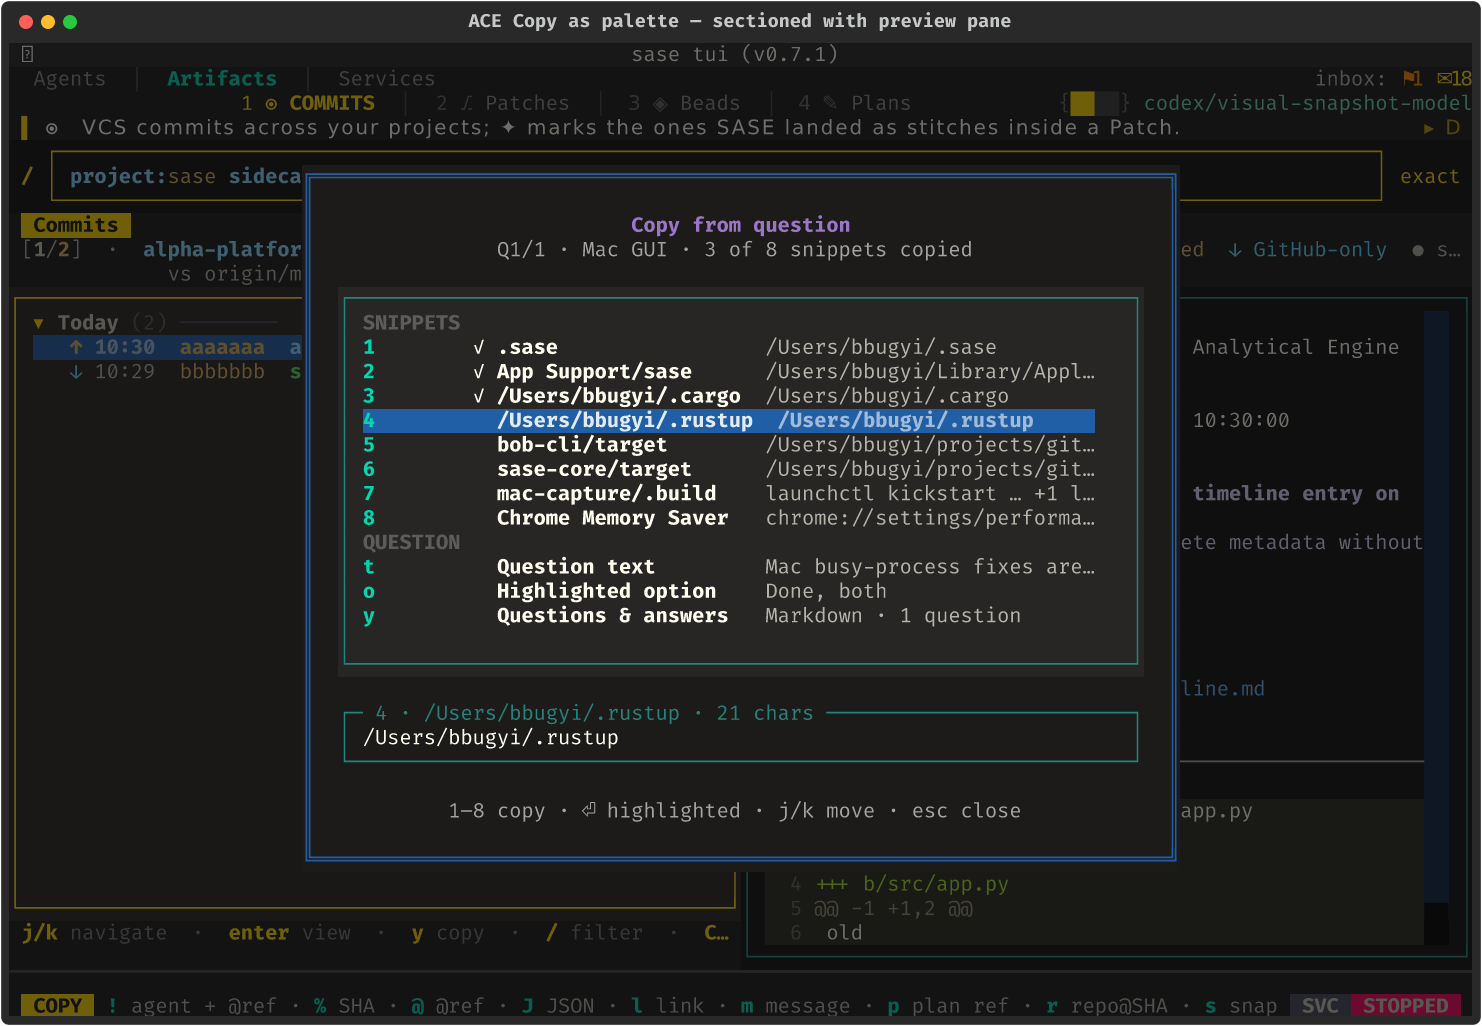 ACE Copy as palette — sectioned with preview pane
sase tui (v0.7.1)
Agents │ Artifacts │ Services inbox: ⚑1 ✉18
1 ◎ COMMITS │ 2 Patches │ 3 ◈ Beads │ 4 ✎ Plans { } codex/visual-snapshot-model
◎ VCS commits across your projects; ✦ marks the ones SASE landed as stitches inside a Patch. ▸ D
/ project:sase sideca exact
Commits
[1/2] · alpha-platfor ed ↓ GitHub-only ● s…
vs origin/m
▾ Today (2)
↑ 10:30 aaaaaaa a
↓ 10:29 bbbbbbb s
Copy from question
Q1/1 · Mac GUI · 3 of 8 snippets copied
SNIPPETS
1 √ .sase /Users/bbugyi/.sase
2 √ App Support/sase /Users/bbugyi/Library/Appl…
3 √ /Users/bbugyi/.cargo /Users/bbugyi/.cargo
4 /Users/bbugyi/.rustup /Users/bbugyi/.rustup
5 bob-cli/target /Users/bbugyi/projects/git…
6 sase-core/target /Users/bbugyi/projects/git…
7 mac-capture/.build launchctl kickstart … +1 l…
8 Chrome Memory Saver chrome://settings/performa…
QUESTION
t Question text Mac busy-process fixes are…
o Highlighted option Done, both
y Questions & answers Markdown · 1 question
4 · /Users/bbugyi/.rustup · 21 chars
/Users/bbugyi/.rustup
1–8 copy · ⏎ highlighted · j/k move · esc close
Analytical Engine
10:30:00
timeline entry on
ete metadata without
line.md
app.py
4 +++ b/src/app.py
5 @@ -1 +1,2 @@
6 old
j/k navigate · enter view · y copy · / filter · C…
COPY ! agent + @ref · % SHA · @ @ref · J JSON · l link · m message · p plan ref · r repo@SHA · s snap SVC STOPPED